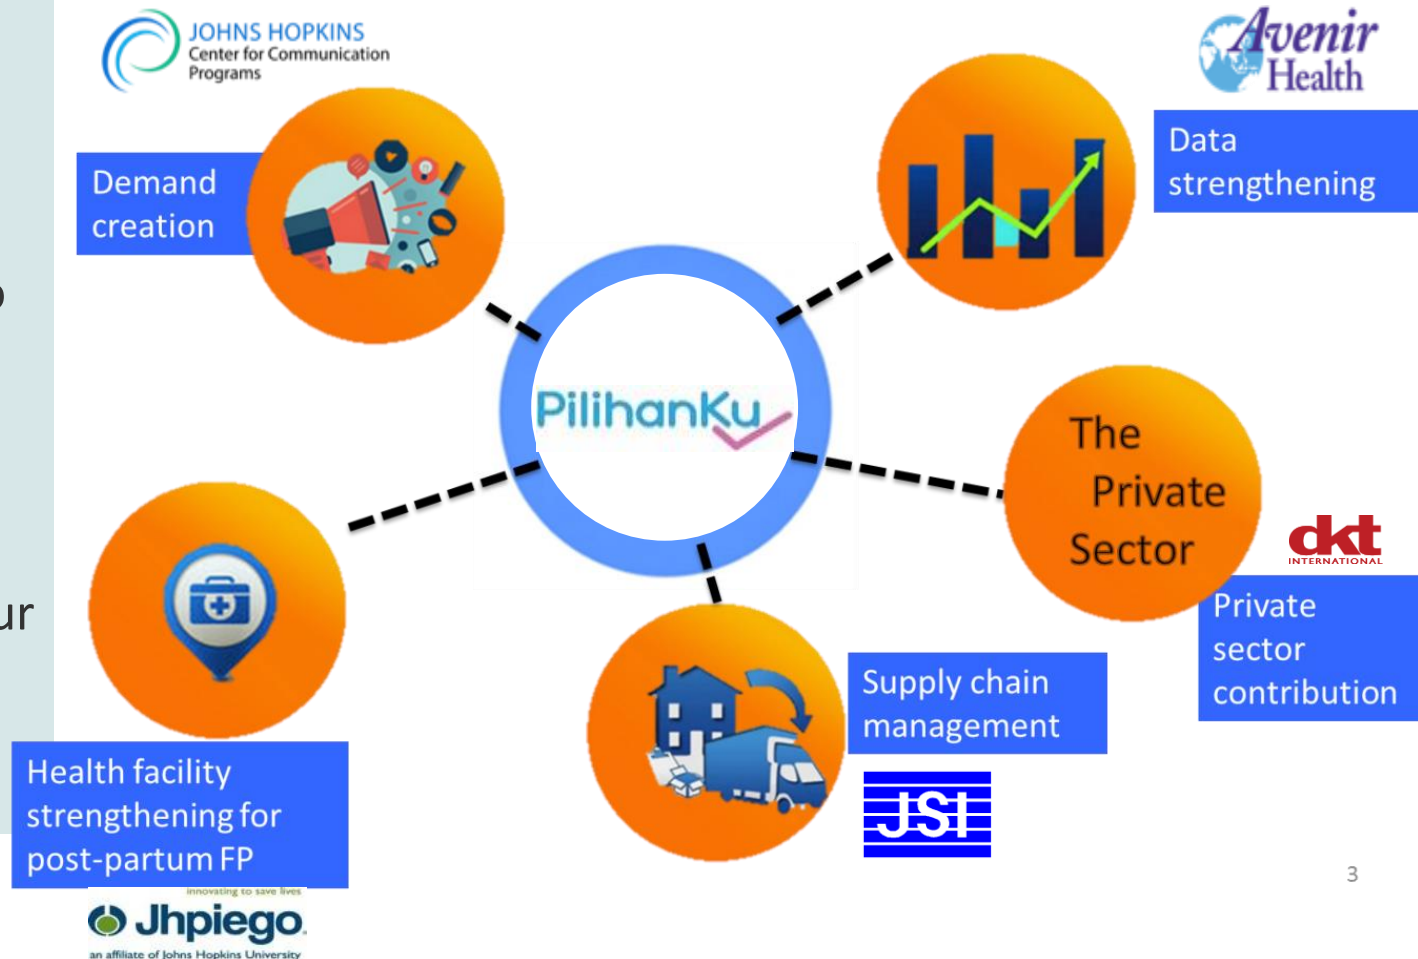 JOHNS HOPKINS
Center for Communication
Programs
Avenir
Health
Demand
creation
Data
strengthening
PilihanKu
The
Private
Sector
dkt
INTERNATIONAL
Private
sector
contribution
ur
Supply chain
management
JSI
Health facility
strengthening for
post-partum FP
innovating to save lives
Jhpiego
an affiliate of Johns Hopkins University
3